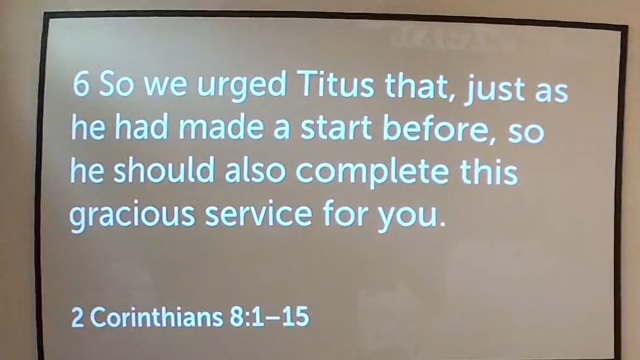 6 So we urged Titus that, just as
he had made a start before, so
he should also complete this
gracious service for you.
2 Corinthians 8:1–15